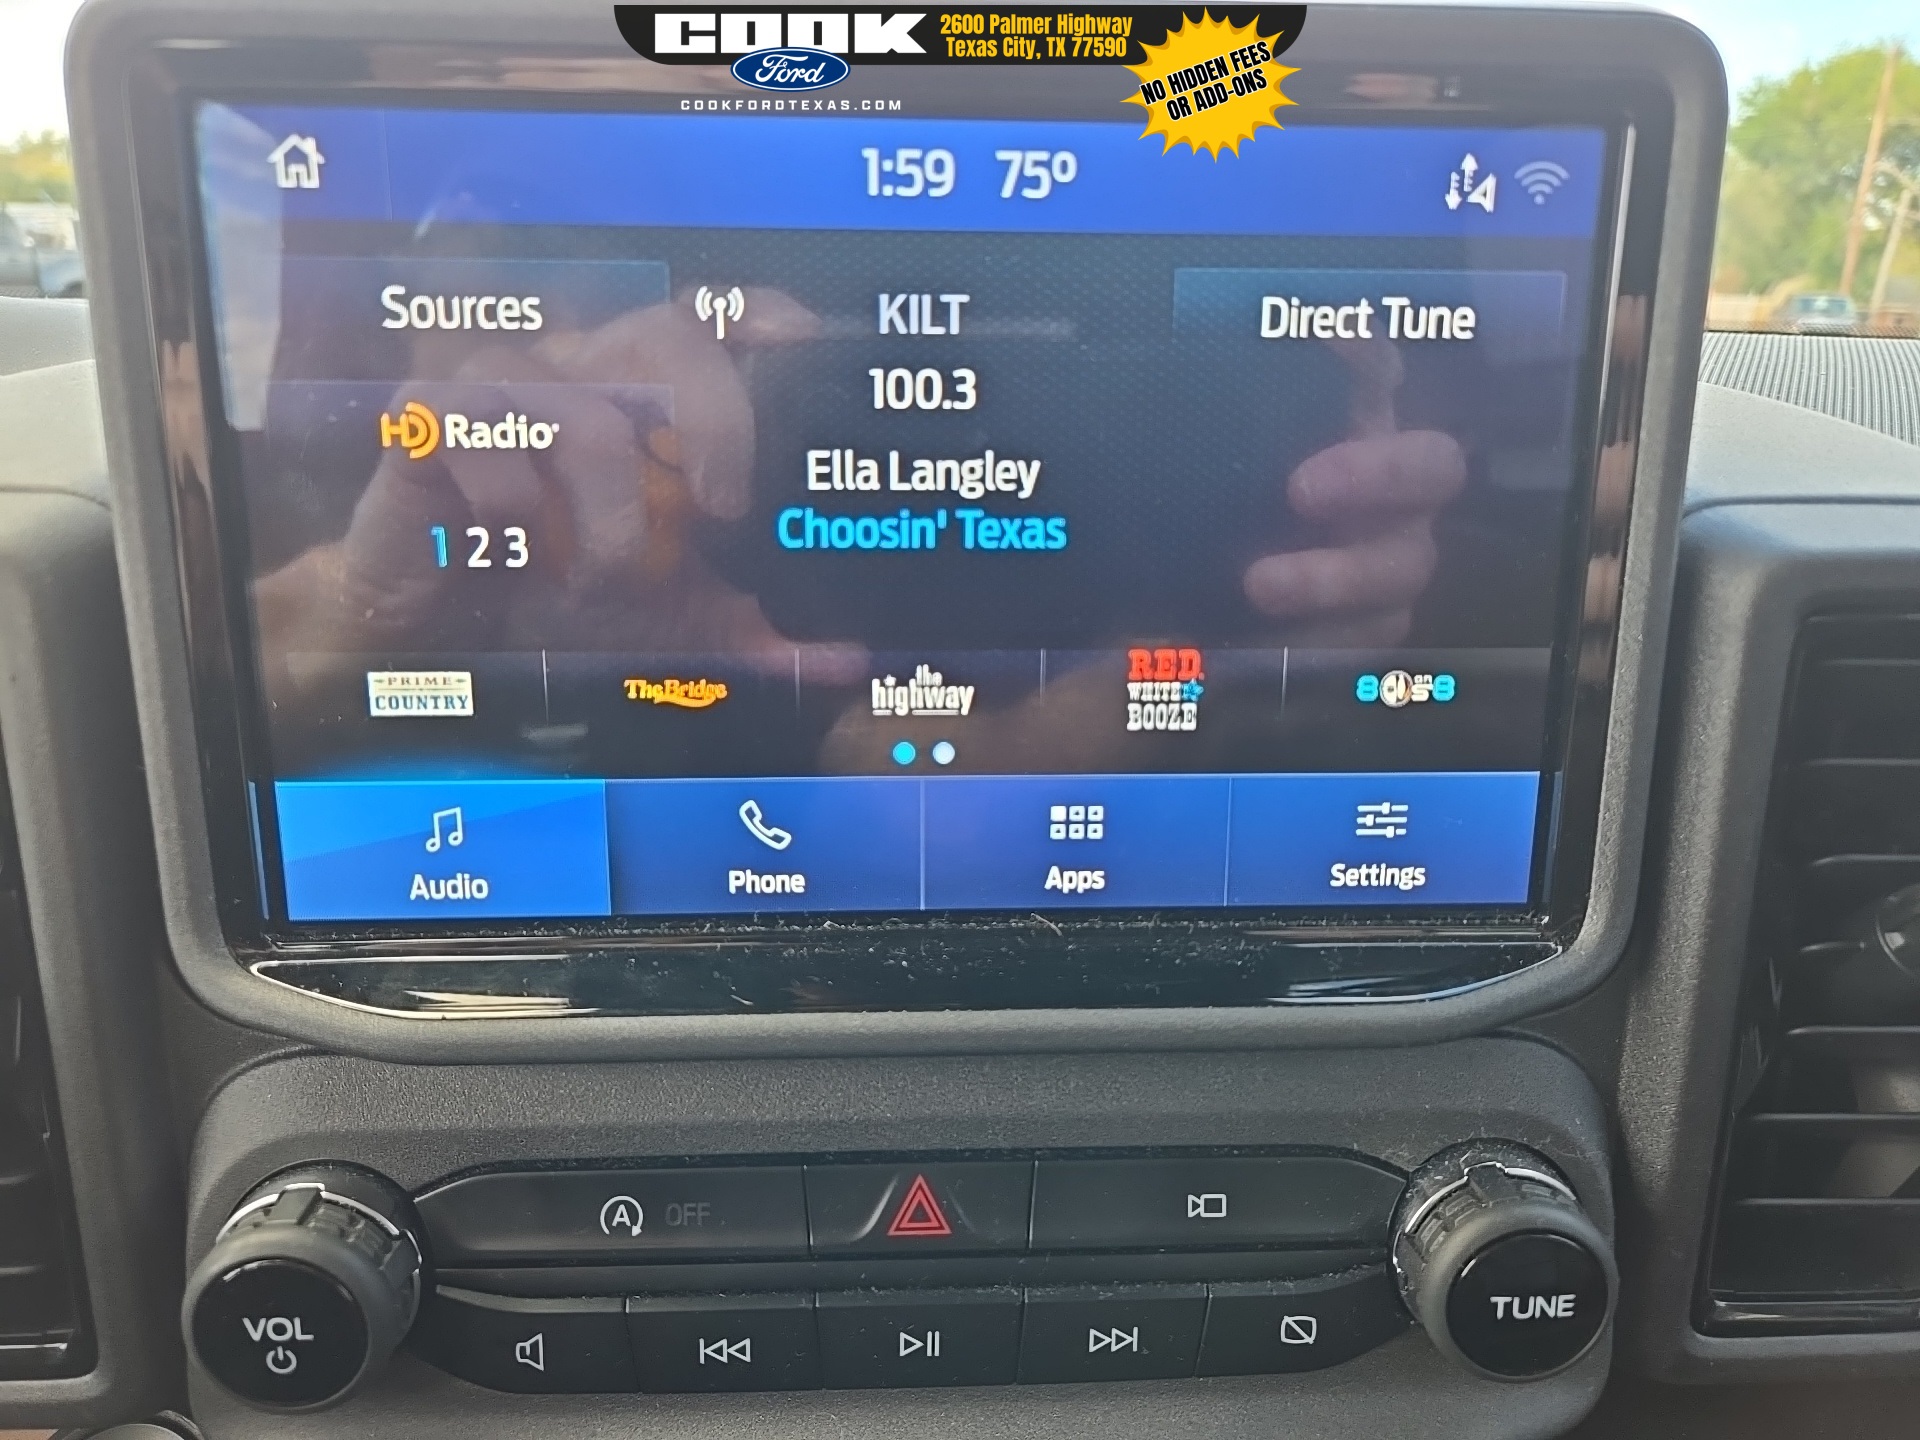 COOK
Ford
COOKFORDTEXAS.COM
2600 Palmer Highway
Texas City, TX 77590
NO HIDDEN FEES
OR ADD-ONS
1:59 75º
Sources
KILT
Direct Tune
100.3
HD Radio
Ella Langley
Choosin' Texas
1 2 3
PRIME
COUNTRY
The Bridge
the
highway
RED
WHITE
BOOZE
80s on 8
Audio
Phone
Apps
Settings
A OFF
VOL
TUNE